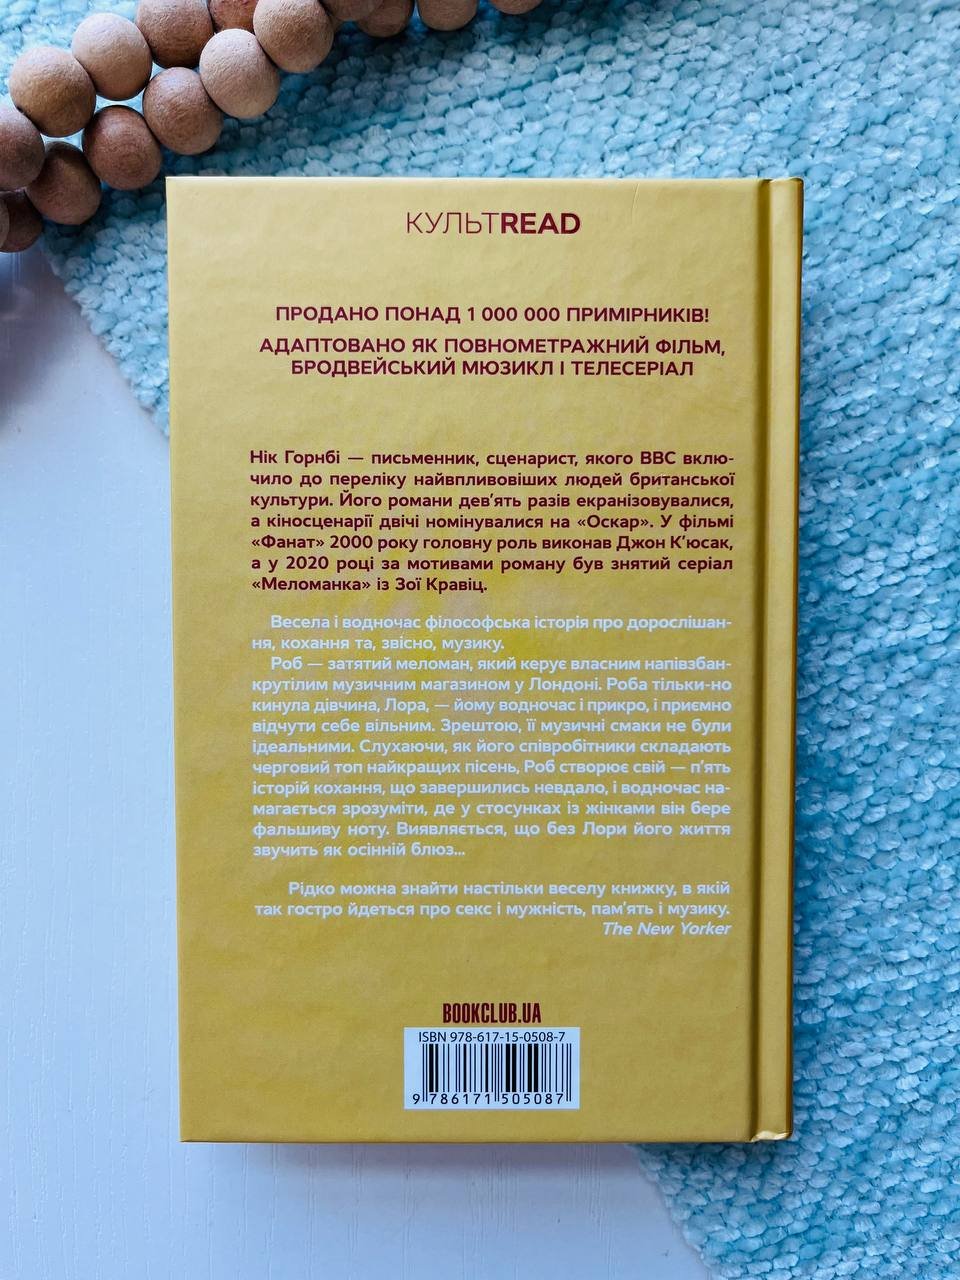 КУЛЬТREAD
ПРОДАНО ПОНАД 1 000 000 ПРИМІРНИКІВ!
АДАПТОВАНО ЯК ПОВНОМЕТРАЖНИЙ ФІЛЬМ,
БРОДВЕЙСЬКИЙ МЮЗИКЛ І ТЕЛЕСЕРІАЛ
Нік Горнбі — письменник, сценарист, якого BBC вклю-
чило до переліку найвпливовіших людей британської
культури. Його романи дев'ять разів екранізовувалися,
а кіносценарії двічі номінувалися на «Оскар». У фільмі
«Фанат» 2000 року головну роль виконав Джон К'юсак,
а у 2020 році за мотивами роману був знятий серіал
«Меломанка» із Зої Кравіц.
Весела і водночас філософська історія про дорослішан-
ня, кохання та, звісно, музику.
Роб — затятий меломан, який керує власним напівзбан-
крутілим музичним магазином у Лондоні. Роба тільки-но
кинула дівчина, Лора, — йому водночас і прикро, і приємно
відчути себе вільним. Зрештою, її музичні смаки не були
ідеальними. Слухаючи, як його співробітники складають
черговий топ найкращих пісень, Роб створює свій — п'ять
історій кохання, що завершились невдало, і водночас на-
магається зрозуміти, де у стосунках із жінками він бере
фальшиву ноту. Виявляється, що без Лори його життя
звучить як осінній блюз...
Рідко можна знайти настільки веселу книжку, в якій
так гостро йдеться про секс і мужність, пам'ять і музику.
The New Yorker
BOOKCLUB.UA
ISBN 978-617-15-0508-7
9 786171 505087